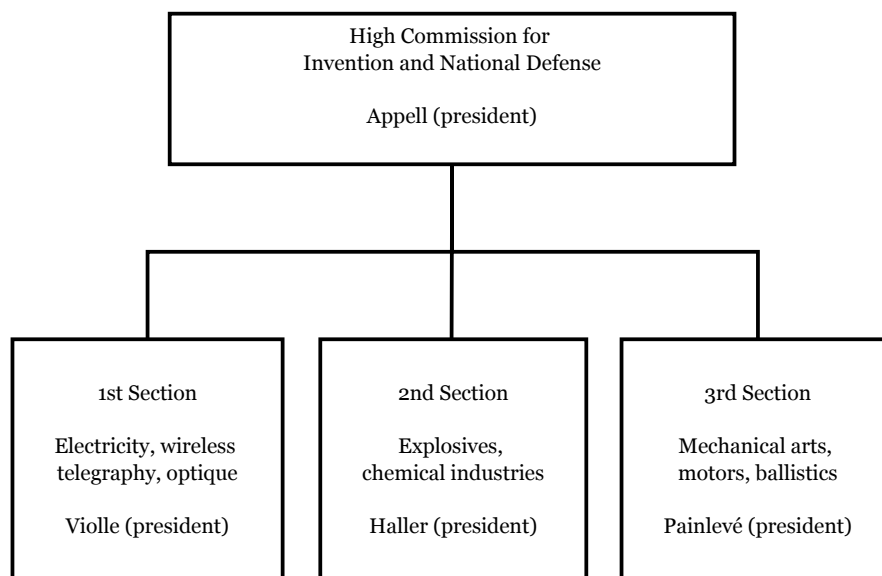 High Commission for
Invention and National Defense
Appell (president)
1st Section
Electricity, wireless
telegraphy, optique
Violle (president)
2nd Section
Explosives,
chemical industries
Haller (president)
3rd Section
Mechanical arts,
motors, ballistics
Painlevé (president)